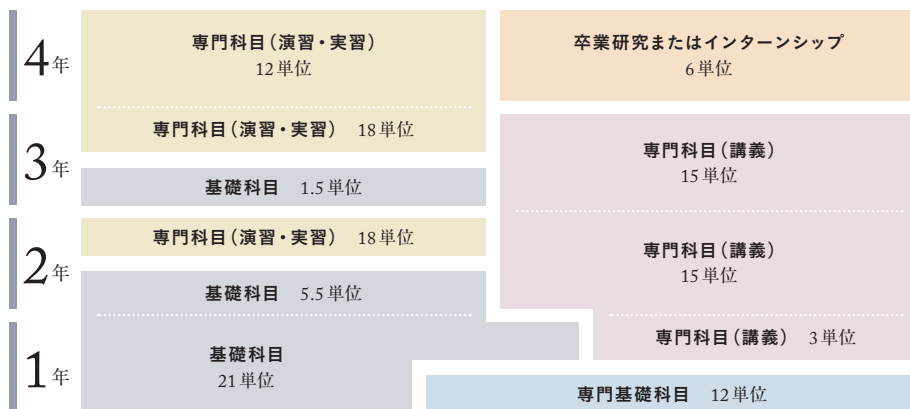 4年
専門科目(演習・実習)
12単位
卒業研究またはインターンシップ
6単位
3年
専門科目(演習・実習) 18単位
基礎科目 1.5単位
専門科目(講義)
15単位
2年
専門科目(演習・実習) 18単位
基礎科目 5.5単位
専門科目(講義)
15単位
1年
基礎科目
21単位
専門科目(講義) 3単位
専門基礎科目 12単位